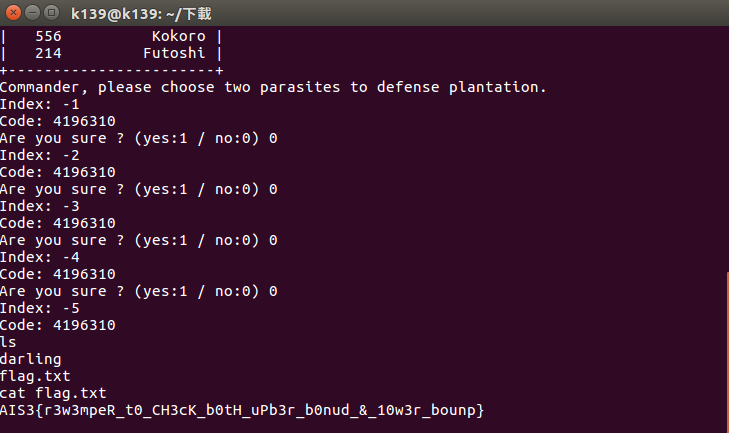 k139@k139: ~/下載
|   556          Kokoro |
|   214         Futoshi |
+-----------------------+
Commander, please choose two parasites to defense plantation.
Index: -1
Code: 4196310
Are you sure ? (yes:1 / no:0) 0
Index: -2
Code: 4196310
Are you sure ? (yes:1 / no:0) 0
Index: -3
Code: 4196310
Are you sure ? (yes:1 / no:0) 0
Index: -4
Code: 4196310
Are you sure ? (yes:1 / no:0) 0
Index: -5
Code: 4196310
ls
darling
flag.txt
cat flag.txt
AIS3{r3w3mpeR_t0_CH3cK_b0tH_uPb3r_b0nud_&_10w3r_bounp}